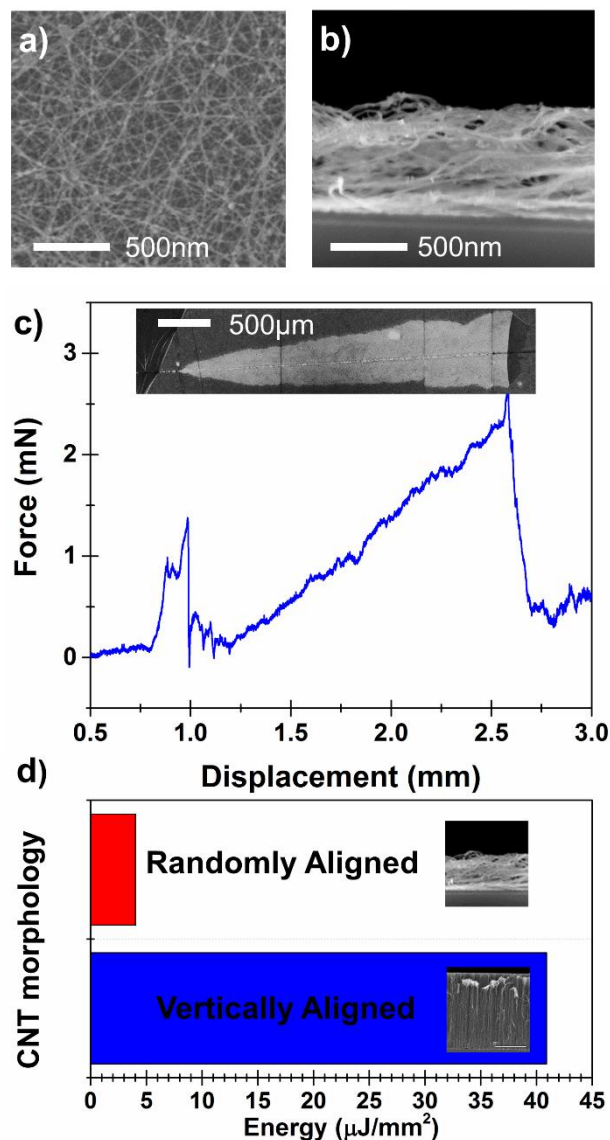 a)
b)
500nm
500nm
c)
500μm
Force (mN)
3
2
1
0
0.5 1.0 1.5 2.0 2.5 3.0
Displacement (mm)
d)
CNT morphology
Randomly Aligned
Vertically Aligned
0 5 10 15 20 25 30 35 40 45
Energy (μJ/mm²)